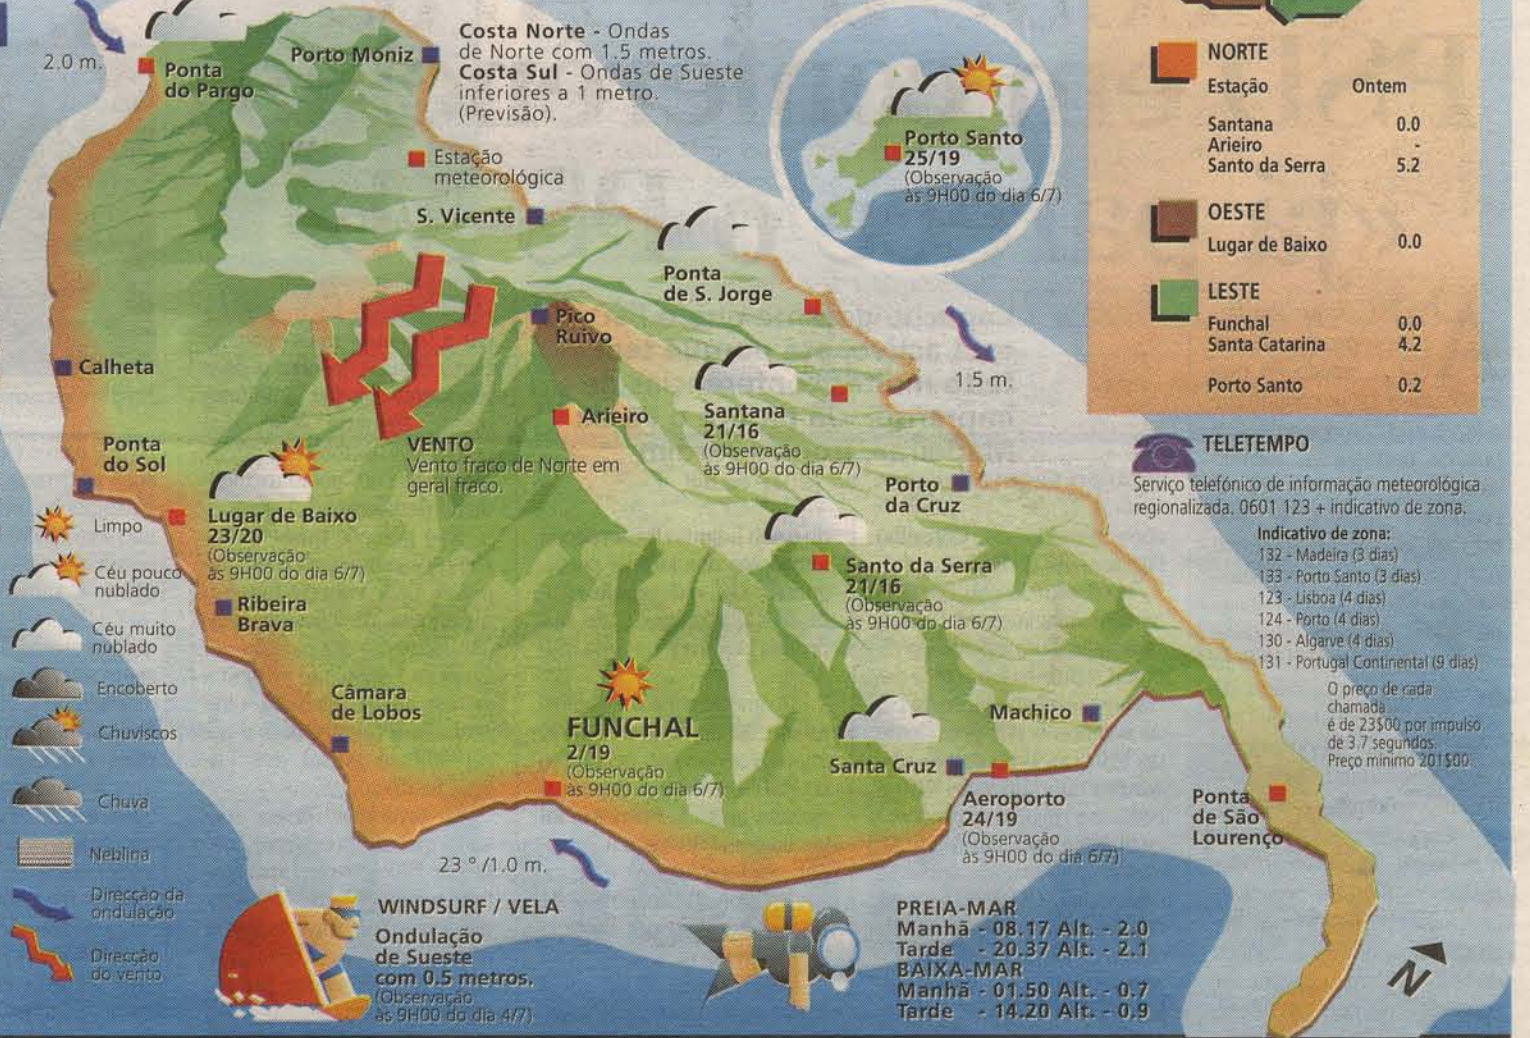 2.0 m.
Ponta
do Pargo
Porto Moniz
Costa Norte - Ondas
de Norte com 1.5 metros.
Costa Sul - Ondas de Sueste
inferiores a 1 metro.
(Previsão).
Estação
meteorológica
S. Vicente
Porto Santo
25/19
(Observação
às 9H00 do dia 6/7)
Ponta
de S. Jorge
Pico
Ruivo
Calheta
1.5 m.
Santana
21/16
(Observação
às 9H00 do dia 6/7)
Arieiro
VENTO
Vento fraco de Norte em
geral fraco.
Ponta
do Sol
Porto
da Cruz
Lugar de Baixo
23/20
(Observação
às 9H00 do dia 6/7)
Santo da Serra
21/16
(Observação
às 9H00 do dia 6/7)
Ribeira
Brava
Câmara
de Lobos
FUNCHAL
2/19
(Observação
às 9H00 do dia 6/7)
Machico
Santa Cruz
Aeroporto
24/19
(Observação
às 9H00 do dia 6/7)
Ponta
de São
Lourenço
23 º/1.0 m.
Limpo
Céu pouco
nublado
Céu muito
nublado
Encoberto
Chuviscos
Chuva
Neblina
Direcção da
ondulação
Direcção
do vento
WINDSURF / VELA
Ondulação
de Sueste
com 0.5 metros.
(Observação
às 9H00 do dia 4/7)
PREIA-MAR
Manhã - 08.17 Alt. - 2.0
Tarde - 20.37 Alt. - 2.1
BAIXA-MAR
Manhã - 01.50 Alt. - 0.7
Tarde - 14.20 Alt. - 0.9
N
NORTE
Estação Ontem
Santana 0.0
Arieiro -
Santo da Serra 5.2
OESTE
Lugar de Baixo 0.0
LESTE
Funchal 0.0
Santa Catarina 4.2
Porto Santo 0.2
TELETEMPO
Serviço telefónico de informação meteorológica
regionalizada. 0601 123 + indicativo de zona.
Indicativo de zona:
132 - Madeira (3 dias)
133 - Porto Santo (3 dias)
123 - Lisboa (4 dias)
124 - Porto (4 dias)
130 - Algarve (4 dias)
131 - Portugal Continental (9 dias)
O preço de cada
chamada
é de 23$00 por impulso
de 3.7 segundos.
Preço mínimo 201$00.